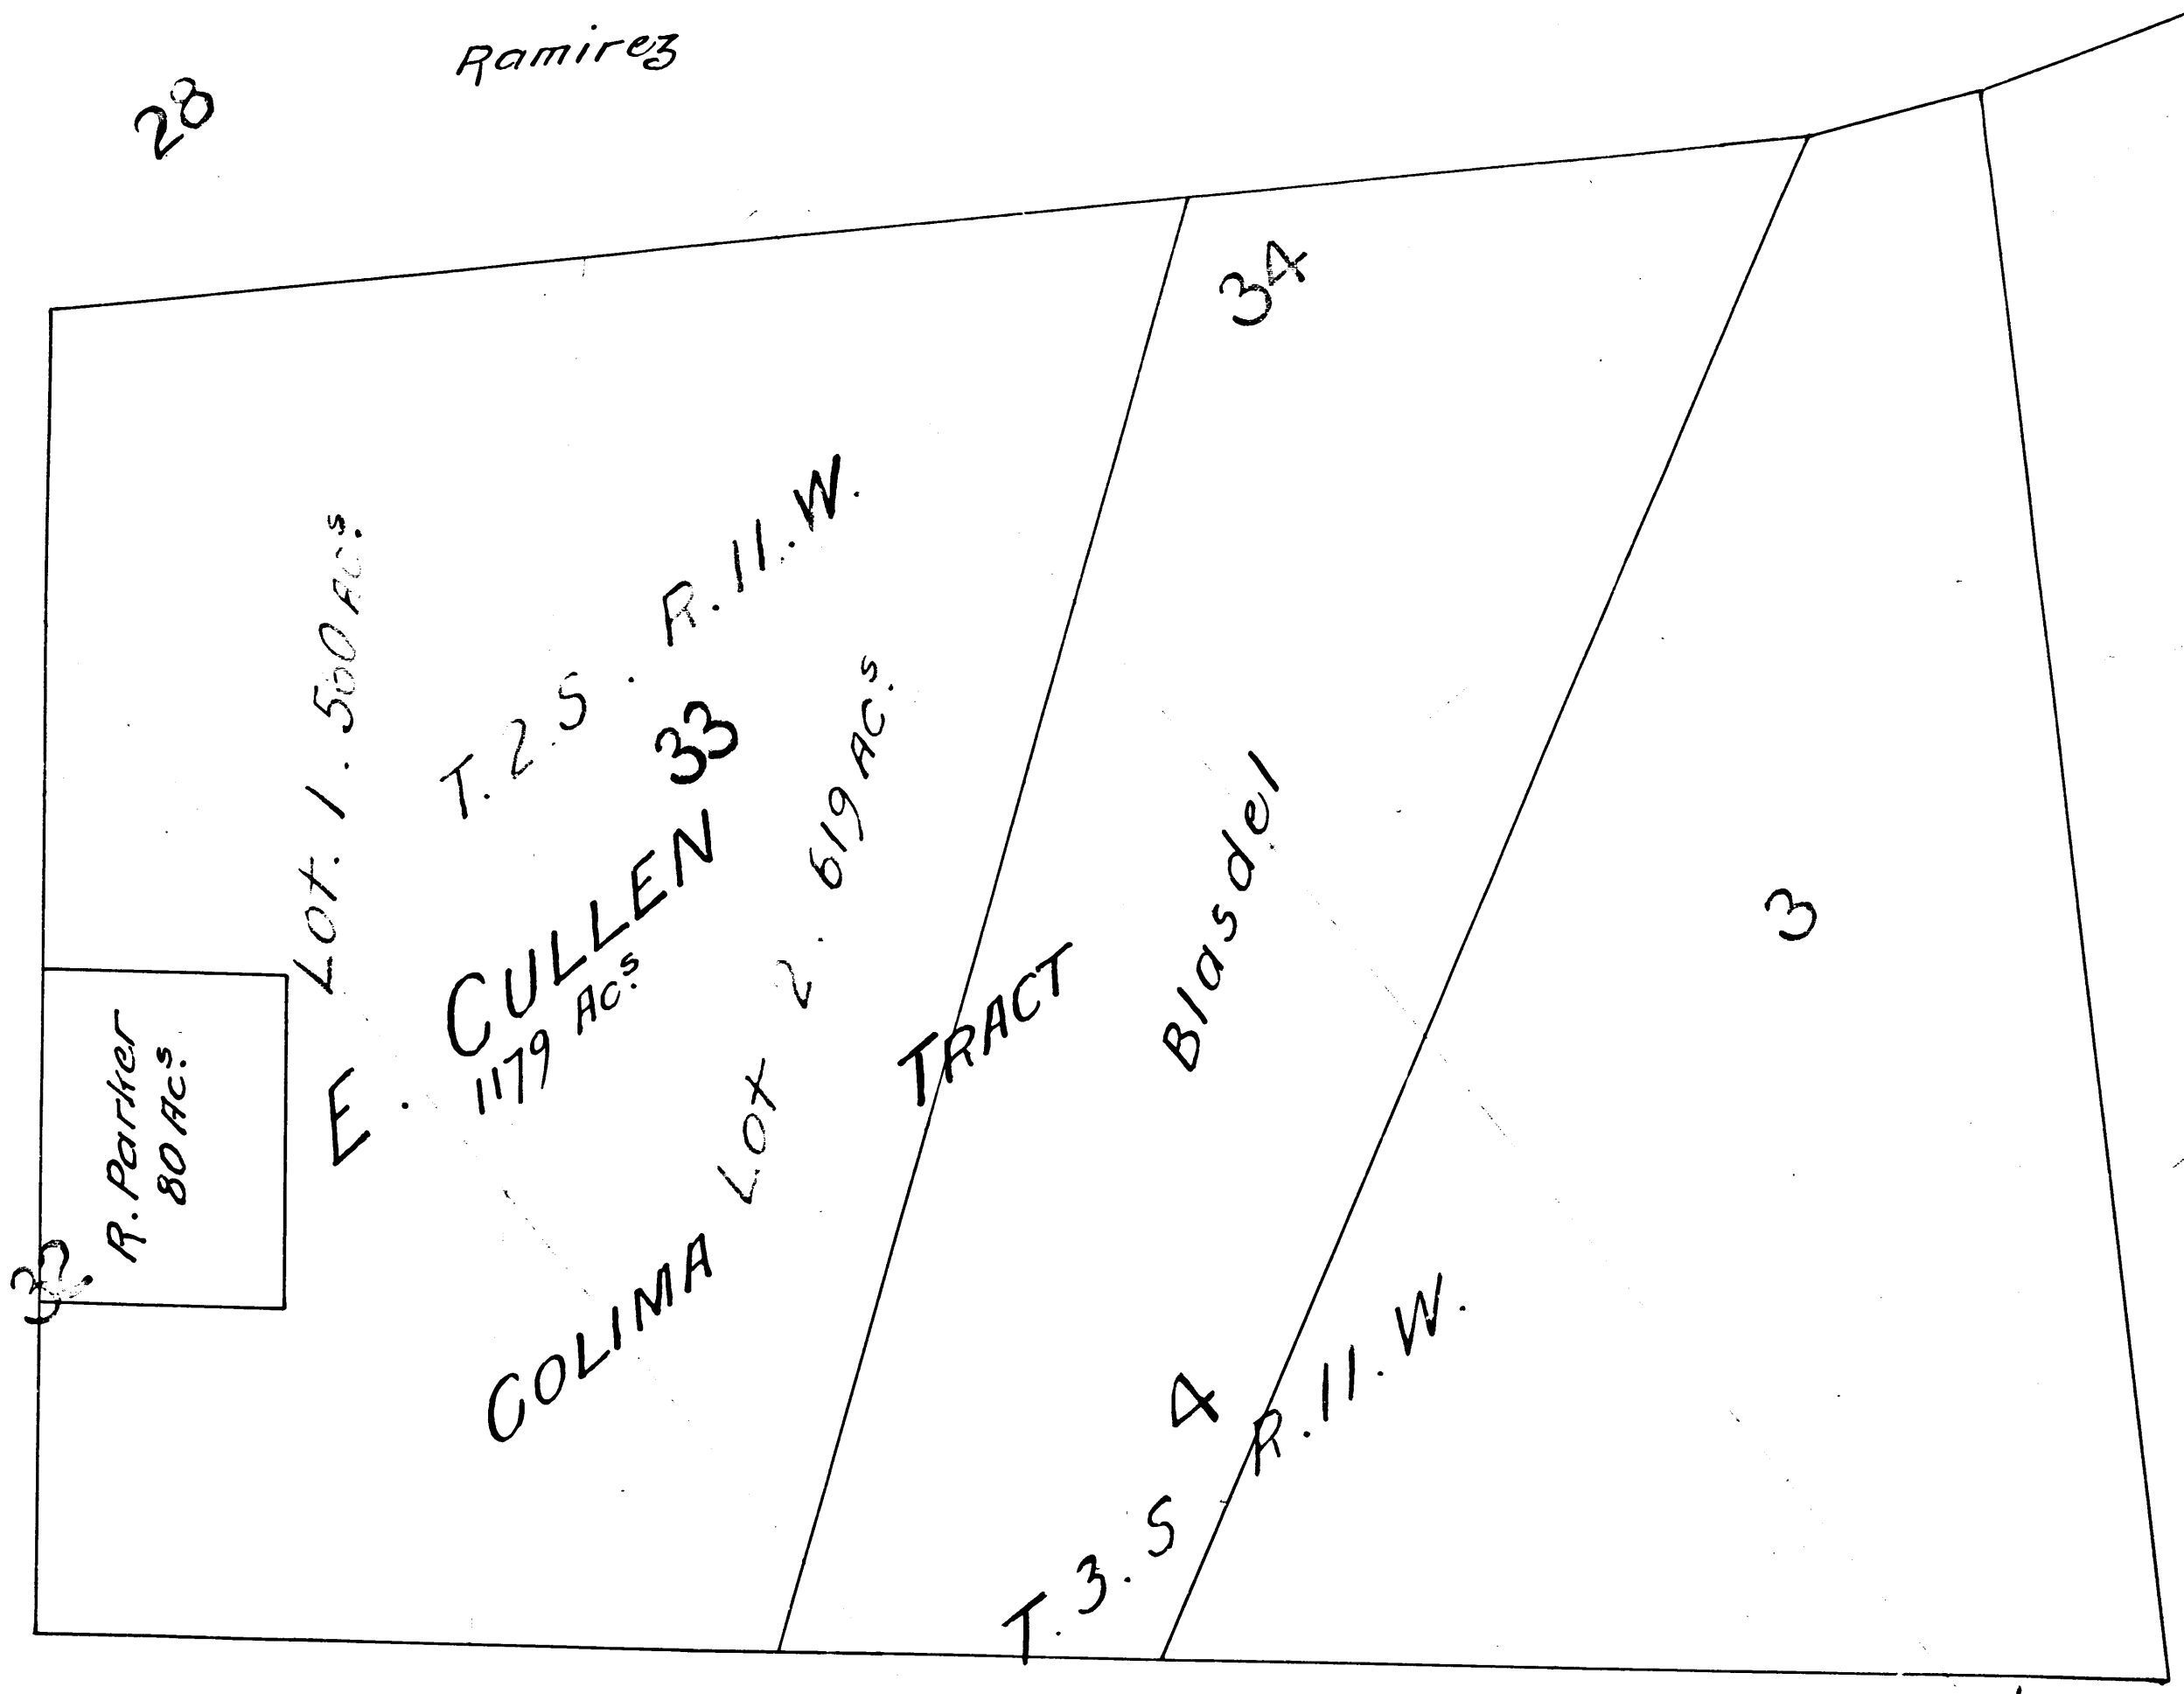 Ramirez
28
34
Lot. 1. 500 Acs.
T. 2. S. R. 11. W.
33
E. CULLEN
1179 Acs.
Lot 2. 619 Acs.
R. Parker
80 Acs.
32.
COLIMA TRACT
Blasdel
3
4
T. 3. S R. 11. W.